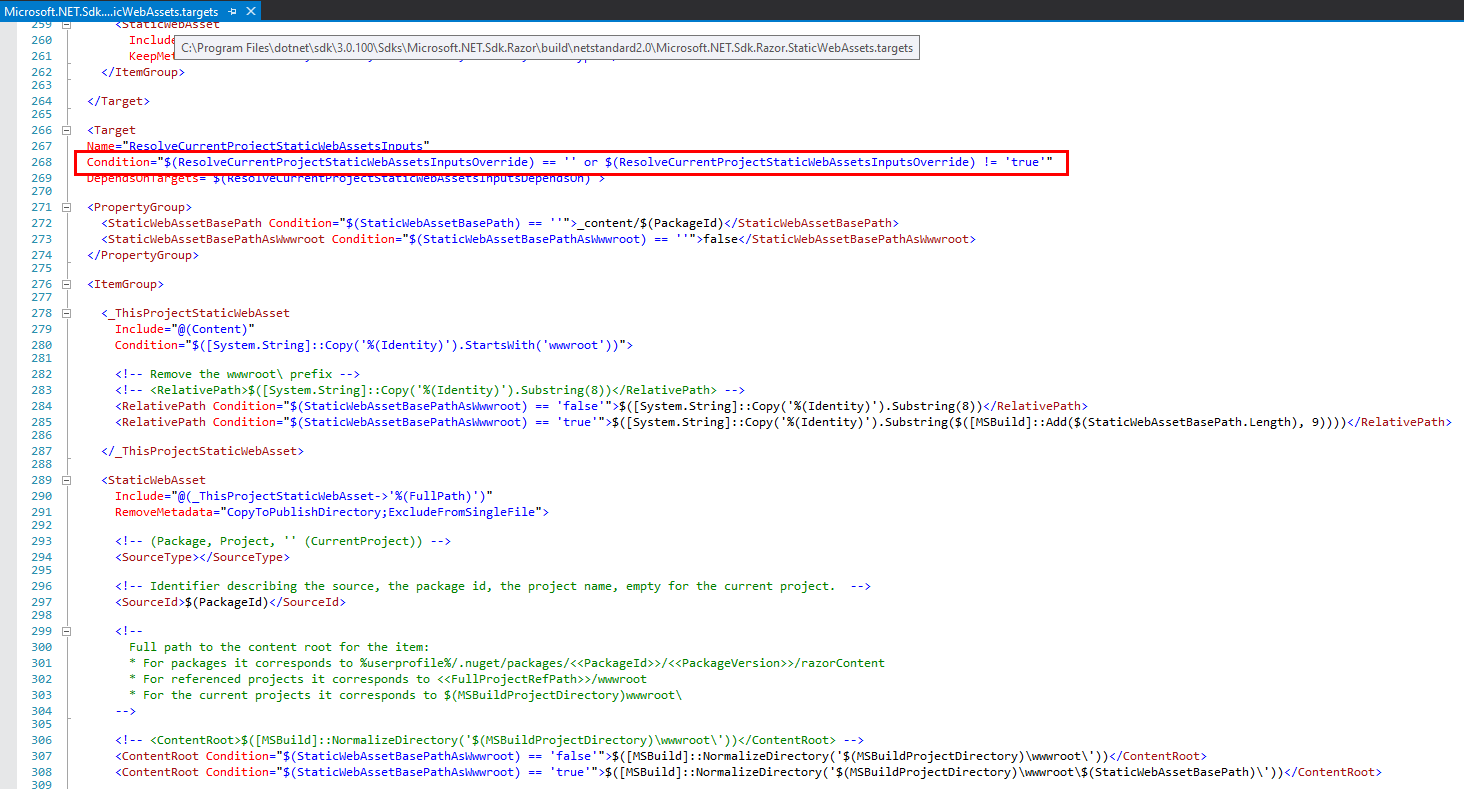 Microsoft.NET.Sdk....icWebAssets.targets
259 <StaticWebAsset
260 Include
C:\Program Files\dotnet\sdk\3.0.100\Sdks\Microsoft.NET.Sdk.Razor\build\netstandard2.0\Microsoft.NET.Sdk.Razor.StaticWebAssets.targets
261 KeepMet
262 </ItemGroup>
263
264 </Target>
265
266 <Target
267 Name="ResolveCurrentProjectStaticWebAssetsInputs"
268 Condition="$(ResolveCurrentProjectStaticWebAssetsInputsOverride) == '' or $(ResolveCurrentProjectStaticWebAssetsInputsOverride) != 'true'"
269 DependsOnTargets="$(ResolveCurrentProjectStaticWebAssetsInputsDependsOn)">
270
271 <PropertyGroup>
272 <StaticWebAssetBasePath Condition="$(StaticWebAssetBasePath) == ''">_content/$(PackageId)</StaticWebAssetBasePath>
273 <StaticWebAssetBasePathAsWwwroot Condition="$(StaticWebAssetBasePathAsWwwroot) == ''">false</StaticWebAssetBasePathAsWwwroot>
274 </PropertyGroup>
275
276 <ItemGroup>
277
278 <_ThisProjectStaticWebAsset
279 Include="@(Content)"
280 Condition="$([System.String]::Copy('%(Identity)').StartsWith('wwwroot'))">
281
282 <!-- Remove the wwwroot\ prefix -->
283 <!-- <RelativePath>$([System.String]::Copy('%(Identity)').Substring(8))</RelativePath> -->
284 <RelativePath Condition="$(StaticWebAssetBasePathAsWwwroot) == 'false'">$([System.String]::Copy('%(Identity)').Substring(8))</RelativePath>
285 <RelativePath Condition="$(StaticWebAssetBasePathAsWwwroot) == 'true'">$([System.String]::Copy('%(Identity)').Substring($([MSBuild]::Add($(StaticWebAssetBasePath.Length), 9))))</RelativePath>
286
287 </_ThisProjectStaticWebAsset>
288
289 <StaticWebAsset
290 Include="@(_ThisProjectStaticWebAsset->'%(FullPath)')"
291 RemoveMetadata="CopyToPublishDirectory;ExcludeFromSingleFile">
292
293 <!-- (Package, Project, '' (CurrentProject)) -->
294 <SourceType></SourceType>
295
296 <!-- Identifier describing the source, the package id, the project name, empty for the current project.  -->
297 <SourceId>$(PackageId)</SourceId>
298
299 <!--
300 Full path to the content root for the item:
301 * For packages it corresponds to %userprofile%/.nuget/packages/<<PackageId>>/<<PackageVersion>>/razorContent
302 * For referenced projects it corresponds to <<FullProjectRefPath>>/wwwroot
303 * For the current projects it corresponds to $(MSBuildProjectDirectory)wwwroot\
304 -->
305
306 <!-- <ContentRoot>$([MSBuild]::NormalizeDirectory('$(MSBuildProjectDirectory)\wwwroot\'))</ContentRoot> -->
307 <ContentRoot Condition="$(StaticWebAssetBasePathAsWwwroot) == 'false'">$([MSBuild]::NormalizeDirectory('$(MSBuildProjectDirectory)\wwwroot\'))</ContentRoot>
308 <ContentRoot Condition="$(StaticWebAssetBasePathAsWwwroot) == 'true'">$([MSBuild]::NormalizeDirectory('$(MSBuildProjectDirectory)\wwwroot\$(StaticWebAssetBasePath)\'))</ContentRoot>
309